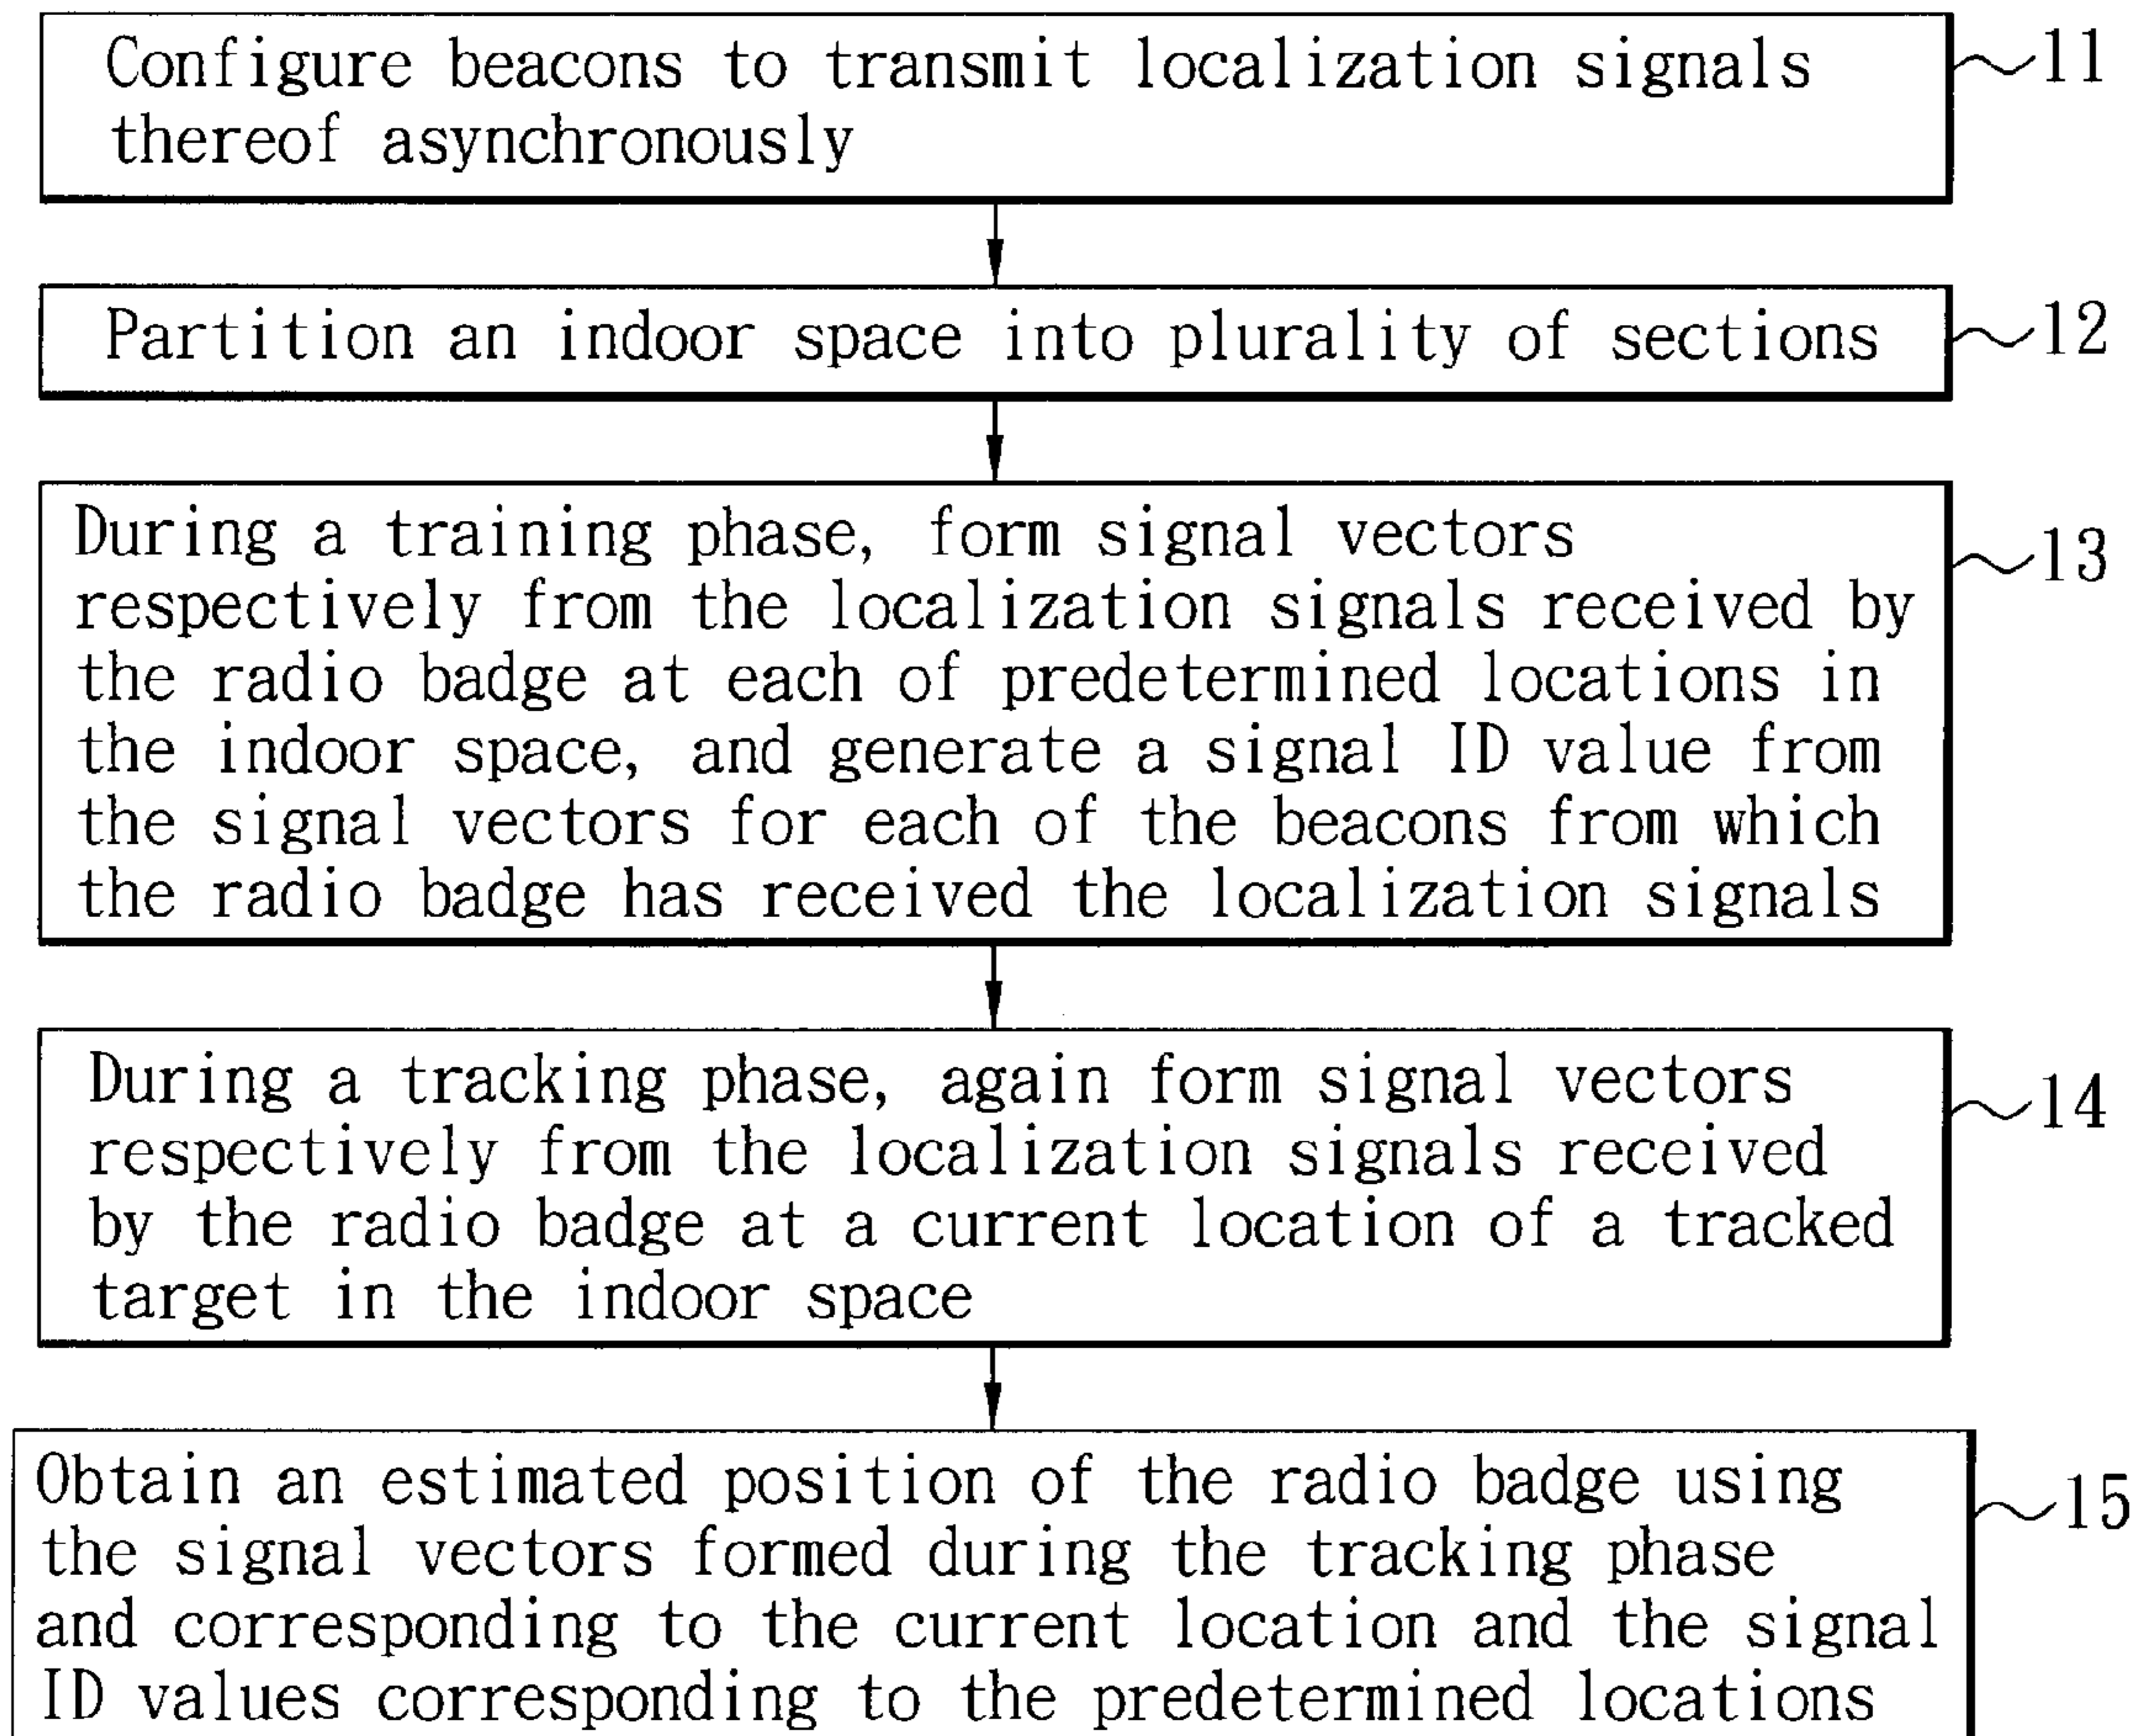 Configure beacons to transmit localization signals
thereof asynchronously
11
Partition an indoor space into plurality of sections
12
During a training phase, form signal vectors
respectively from the localization signals received by
the radio badge at each of predetermined locations in
the indoor space, and generate a signal ID value from
the signal vectors for each of the beacons from which
the radio badge has received the localization signals
13
During a tracking phase, again form signal vectors
respectively from the localization signals received
by the radio badge at a current location of a tracked
target in the indoor space
14
Obtain an estimated position of the radio badge using
the signal vectors formed during the tracking phase
and corresponding to the current location and the signal
ID values corresponding to the predetermined locations
15